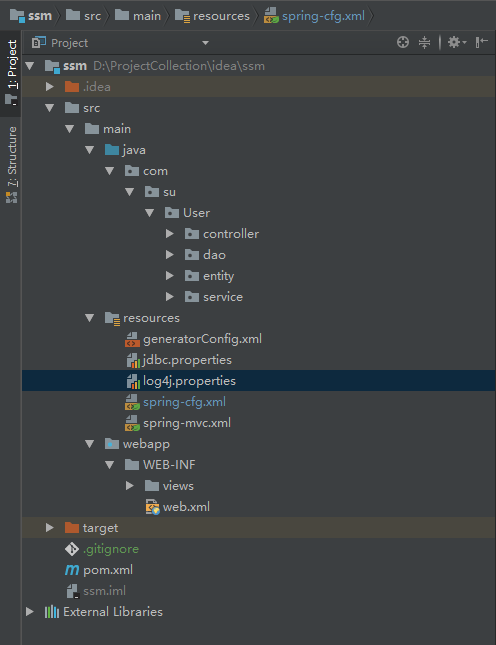 ssm src main resources spring-cfg.xml
1: Project
7: Structure
Project
ssm D:\ProjectCollection\idea\ssm
.idea
src
main
java
com
su
User
controller
dao
entity
service
resources
generatorConfig.xml
jdbc.properties
log4j.properties
spring-cfg.xml
spring-mvc.xml
webapp
WEB-INF
views
web.xml
target
.gitignore
pom.xml
ssm.iml
External Libraries